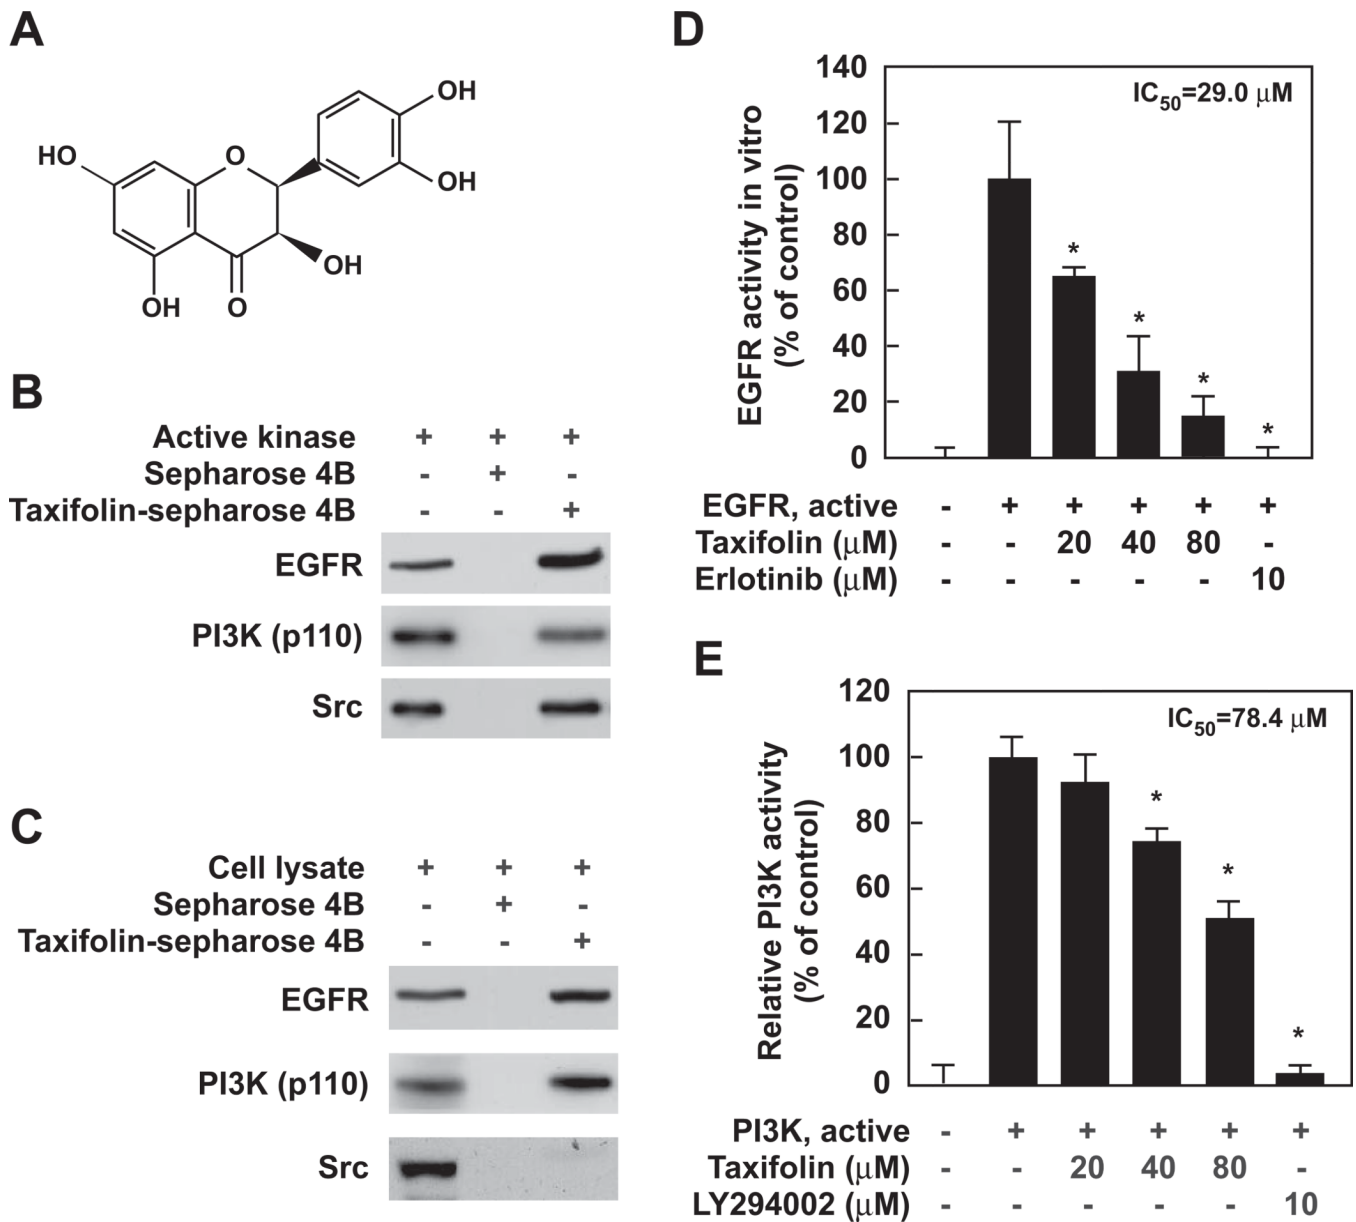 A
OH
HO
O
OH
OH
OH
O
B
Active kinase + + +
Sepharose 4B - + -
Taxifolin-sepharose 4B - - +
EGFR
PI3K (p110)
Src
C
Cell lysate + + +
Sepharose 4B - + -
Taxifolin-sepharose 4B - - +
EGFR
PI3K (p110)
Src
D
EGFR activity in vitro
(% of control)
140
120
100
80
60
40
20
0
IC50=29.0 μM
* * * *
EGFR, active - + + + + +
Taxifolin (μM) - - 20 40 80 -
Erlotinib (μM) - - - - - 10
E
Relative PI3K activity
(% of control)
120
100
80
60
40
20
0
IC50=78.4 μM
* * *
PI3K, active - + + + + +
Taxifolin (μM) - - 20 40 80 -
LY294002 (μM) - - - - - 10